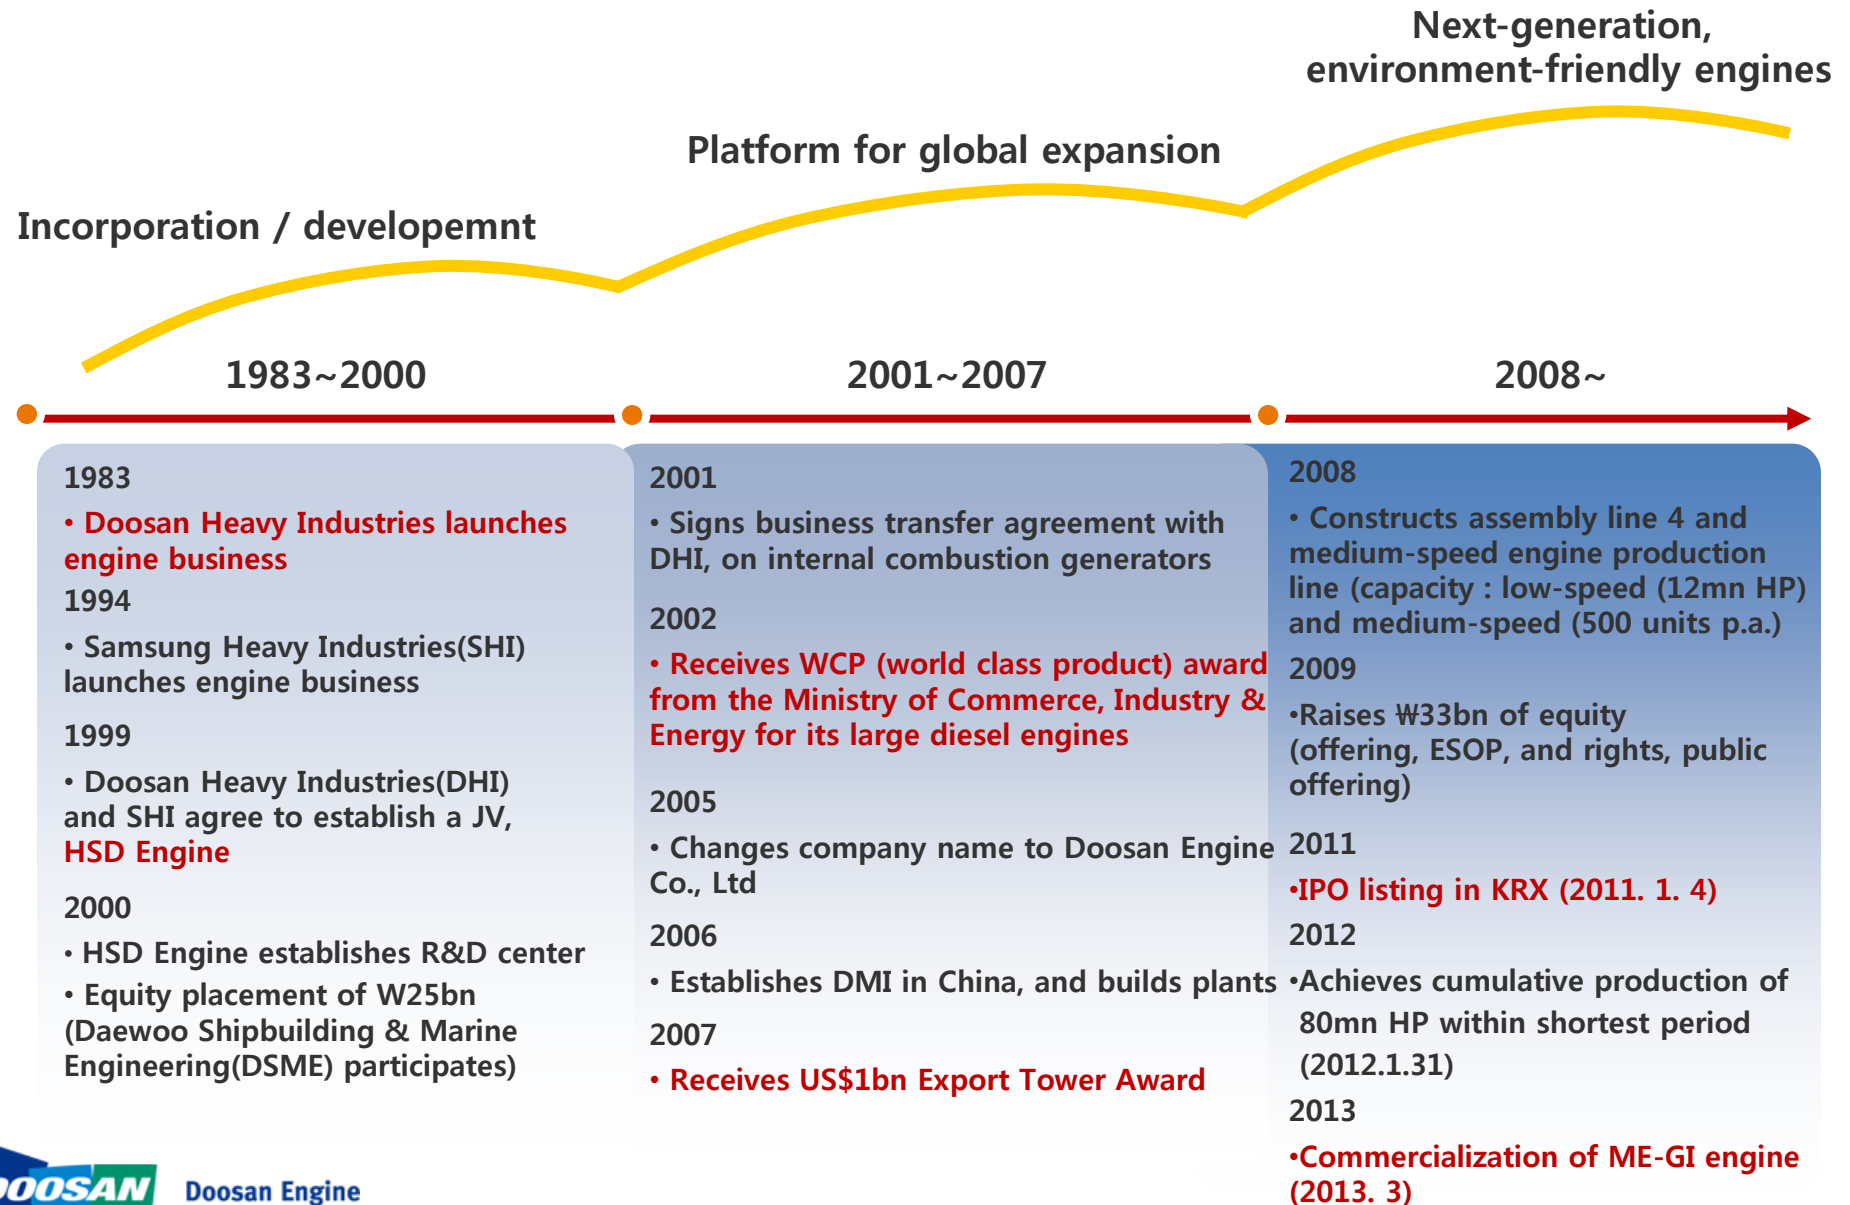 Next-generation,
environment-friendly engines
Platform for global expansion
Incorporation / developemnt
1983~2000
2001~2007
2008~
1983
• Doosan Heavy Industries launches
engine business
1994
• Samsung Heavy Industries(SHI)
launches engine business
1999
• Doosan Heavy Industries(DHI)
and SHI agree to establish a JV,
HSD Engine
2000
• HSD Engine establishes R&D center
• Equity placement of W25bn
(Daewoo Shipbuilding & Marine
Engineering(DSME) participates)
2001
• Signs business transfer agreement with
DHI, on internal combustion generators
2002
• Receives WCP (world class product) award
from the Ministry of Commerce, Industry &
Energy for its large diesel engines
2005
• Changes company name to Doosan Engine
Co., Ltd
2006
• Establishes DMI in China, and builds plants
2007
• Receives US$1bn Export Tower Award
2008
• Constructs assembly line 4 and
medium-speed engine production
line (capacity : low-speed (12mn HP)
and medium-speed (500 units p.a.)
2009
•Raises ₩33bn of equity
(offering, ESOP, and rights, public
offering)
2011
•IPO listing in KRX (2011. 1. 4)
2012
•Achieves cumulative production of
80mn HP within shortest period
(2012.1.31)
2013
•Commercialization of ME-GI engine
(2013. 3)
DOOSAN
Doosan Engine